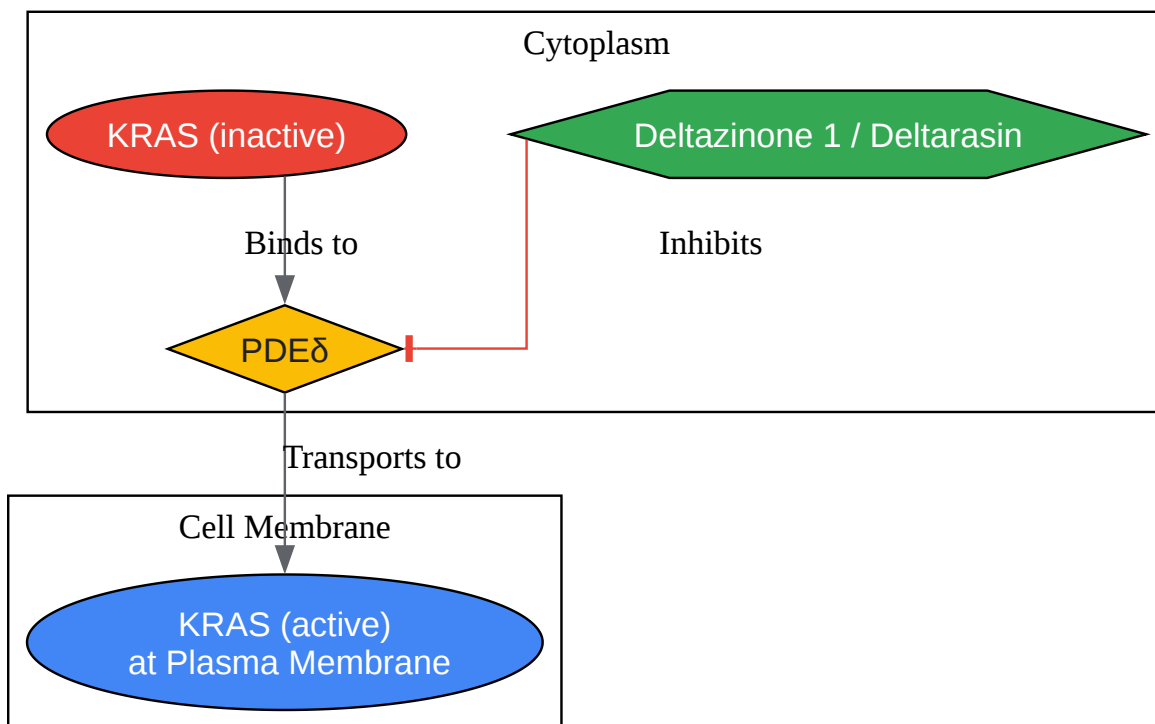 Cytoplasm
KRAS (inactive)
Deltazinone 1 / Deltarasin
Binds to
Inhibits
PDEδ
Transports to
Cell Membrane
KRAS (active)
at Plasma Membrane